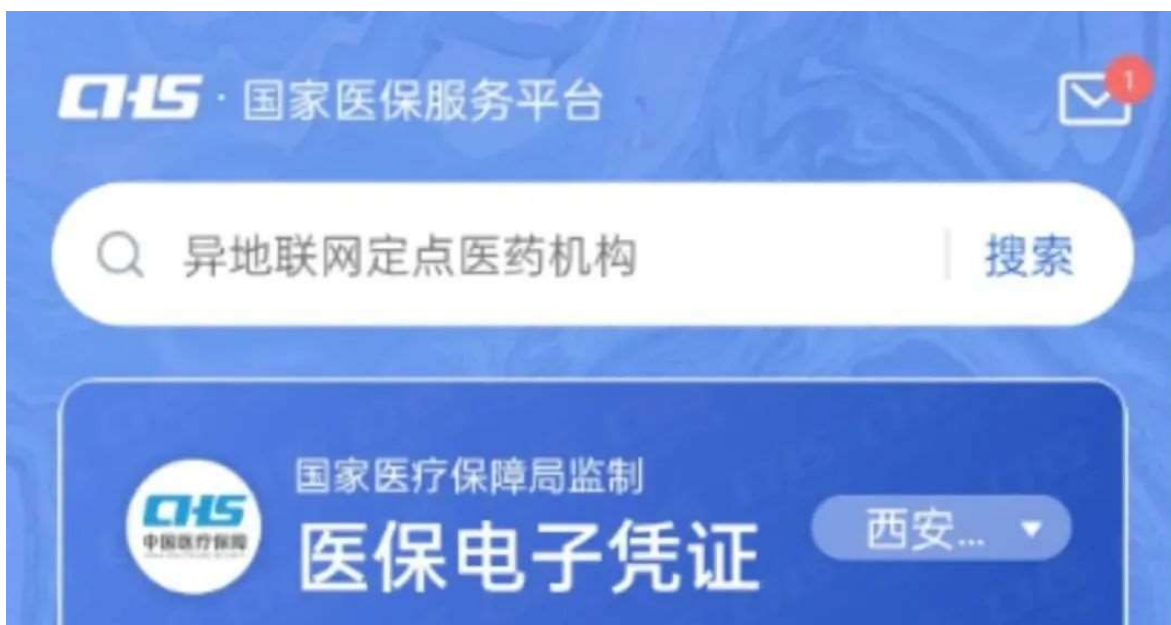 CHS · 国家医保服务平台
1
异地联网定点医药机构 搜索
国家医疗保障局监制
CHS
中国医疗保障
医保电子凭证
西安... ▼